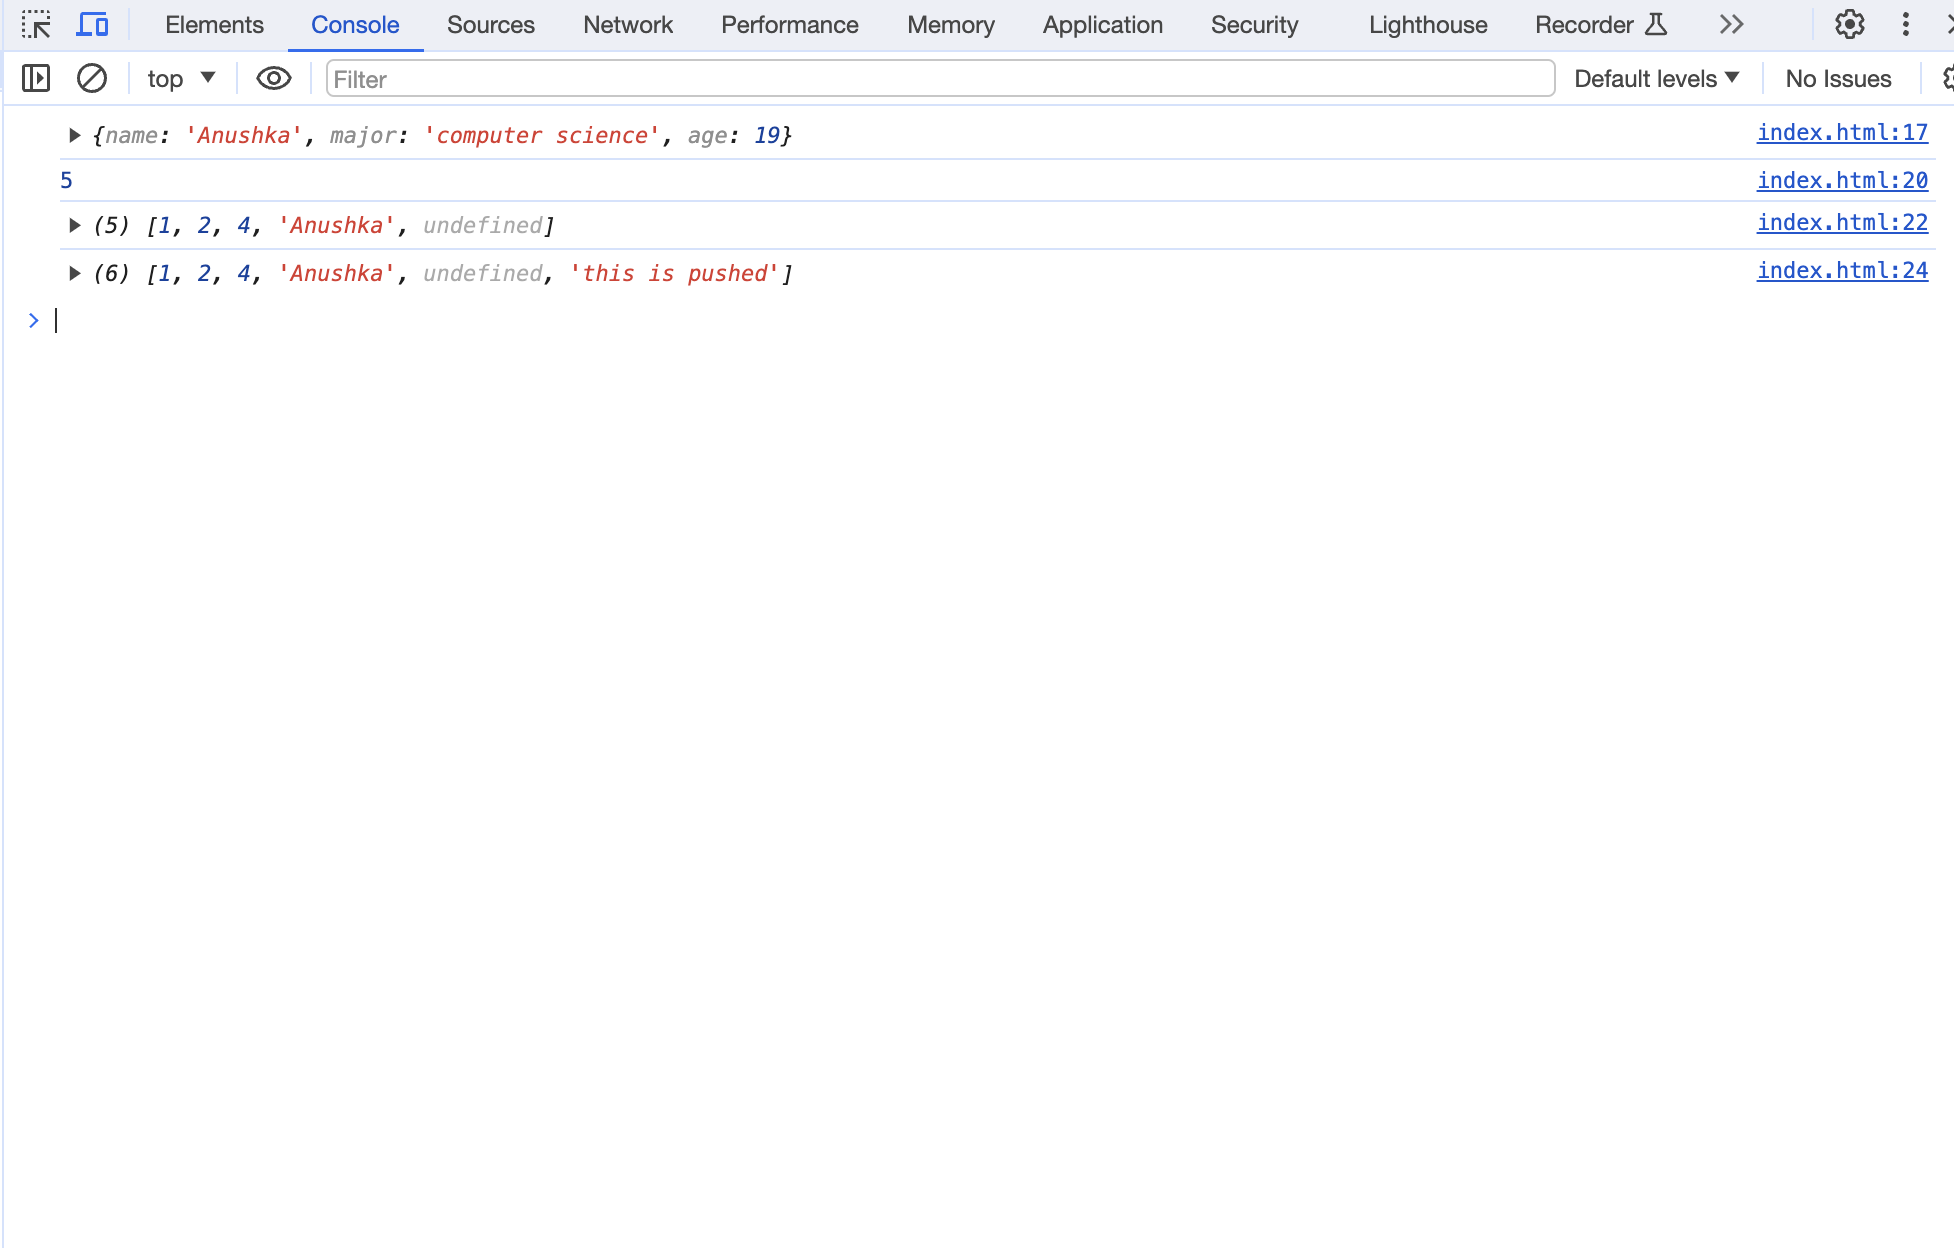 Elements Console Sources Network Performance Memory Application Security Lighthouse Recorder
top Filter Default levels No Issues
{name: 'Anushka', major: 'computer science', age: 19} index.html:17
5 index.html:20
(5) [1, 2, 4, 'Anushka', undefined] index.html:22
(6) [1, 2, 4, 'Anushka', undefined, 'this is pushed'] index.html:24